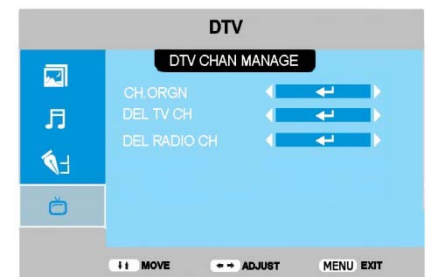 DTV
DTV CHAN MANAGE
CH.ORGN
DEL TV CH
DEL RADIO CH
MOVE ADJUST MENU EXIT